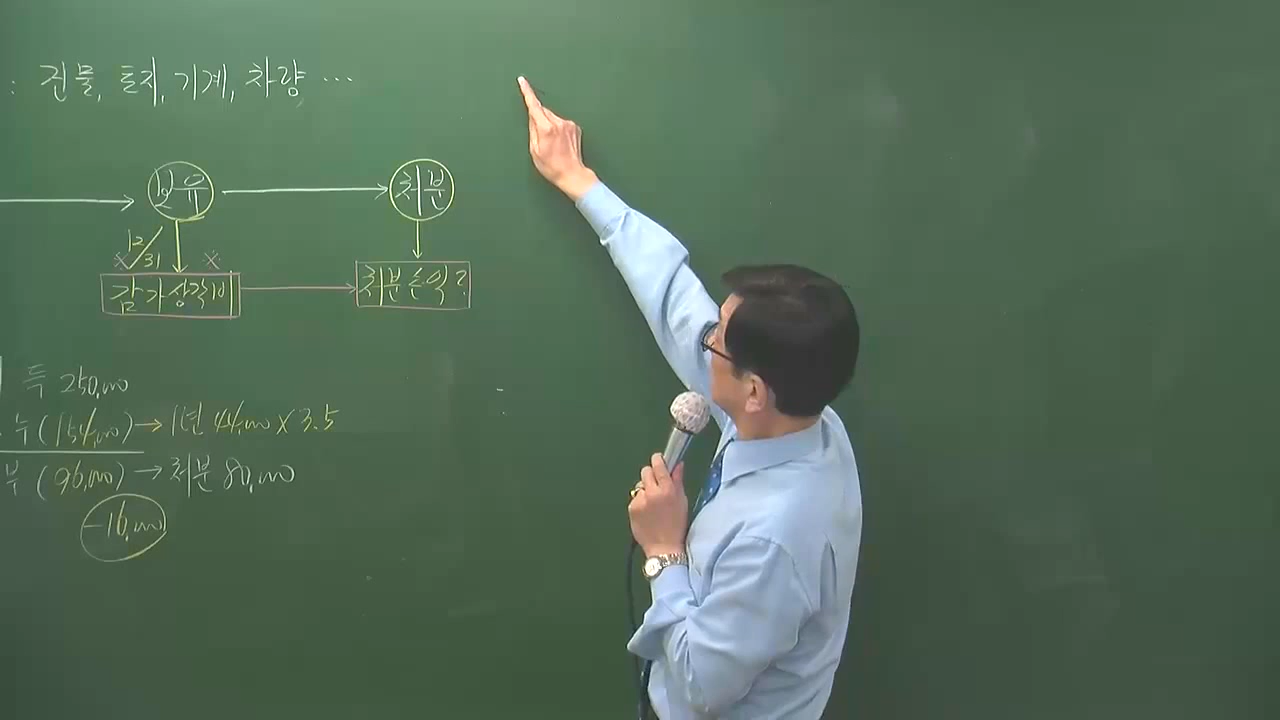 : 건물, 토지, 기계, 차량, ...
보유 → 처분
12/31
※ ※
감가상각비 → 처분손익?
득 250,000
누 (154,000) → 1년 44,000 X 3.5
부 (96,000) → 처분 80,000
-16,000